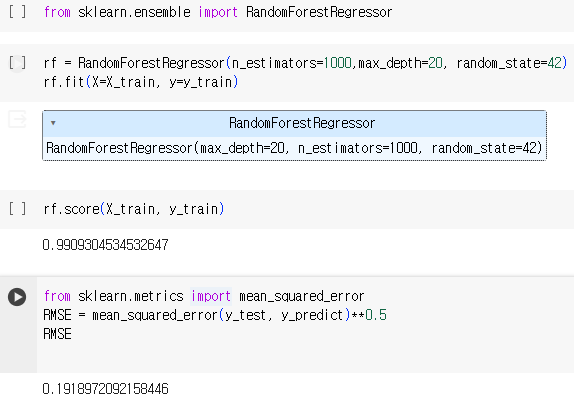 [ ] from sklearn.ensemble import RandomForestRegressor
[ ] rf = RandomForestRegressor(n_estimators=1000,max_depth=20, random_state=42)
rf.fit(X=X_train, y=y_train)
RandomForestRegressor
RandomForestRegressor(max_depth=20, n_estimators=1000, random_state=42)
[ ] rf.score(X_train, y_train)
0.9909304534532647
from sklearn.metrics import mean_squared_error
RMSE = mean_squared_error(y_test, y_predict)**0.5
RMSE
0.1918972092158446